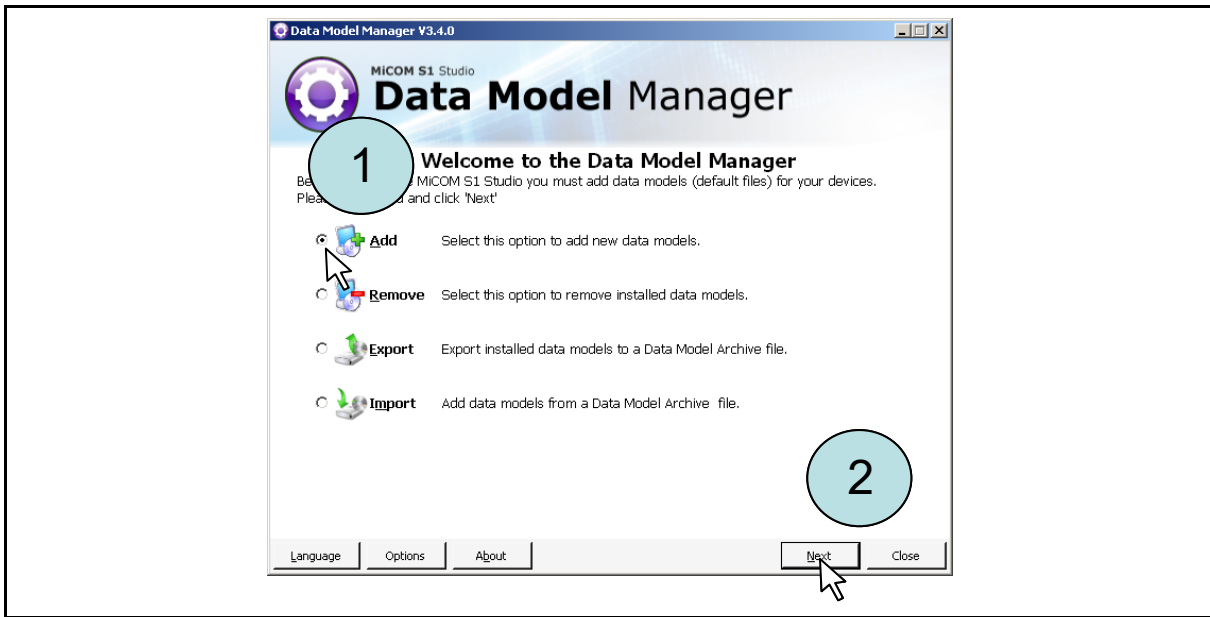 Data Model Manager V3.4.0
MiCOM S1 Studio
Data Model Manager
1
Welcome to the Data Model Manager
MiCOM S1 Studio you must add data models (default files) for your devices.
and click 'Next'
Add Select this option to add new data models.
Remove Select this option to remove installed data models.
Export Export installed data models to a Data Model Archive file.
Import Add data models from a Data Model Archive file.
2
Language Options About Next Close